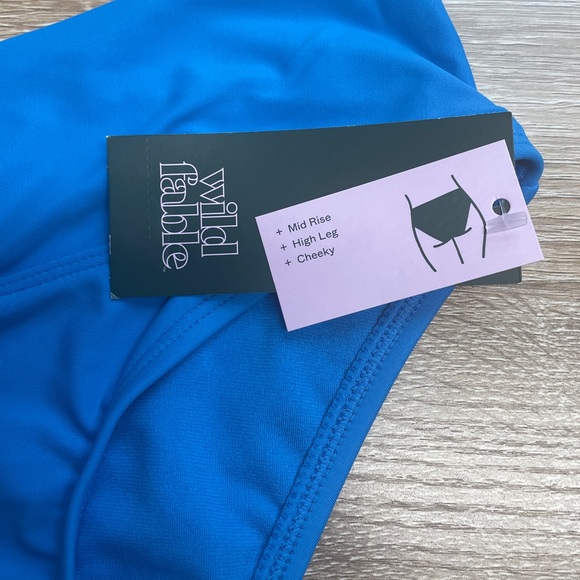 wild
fable
+ Mid Rise
+ High Leg
+ Cheeky